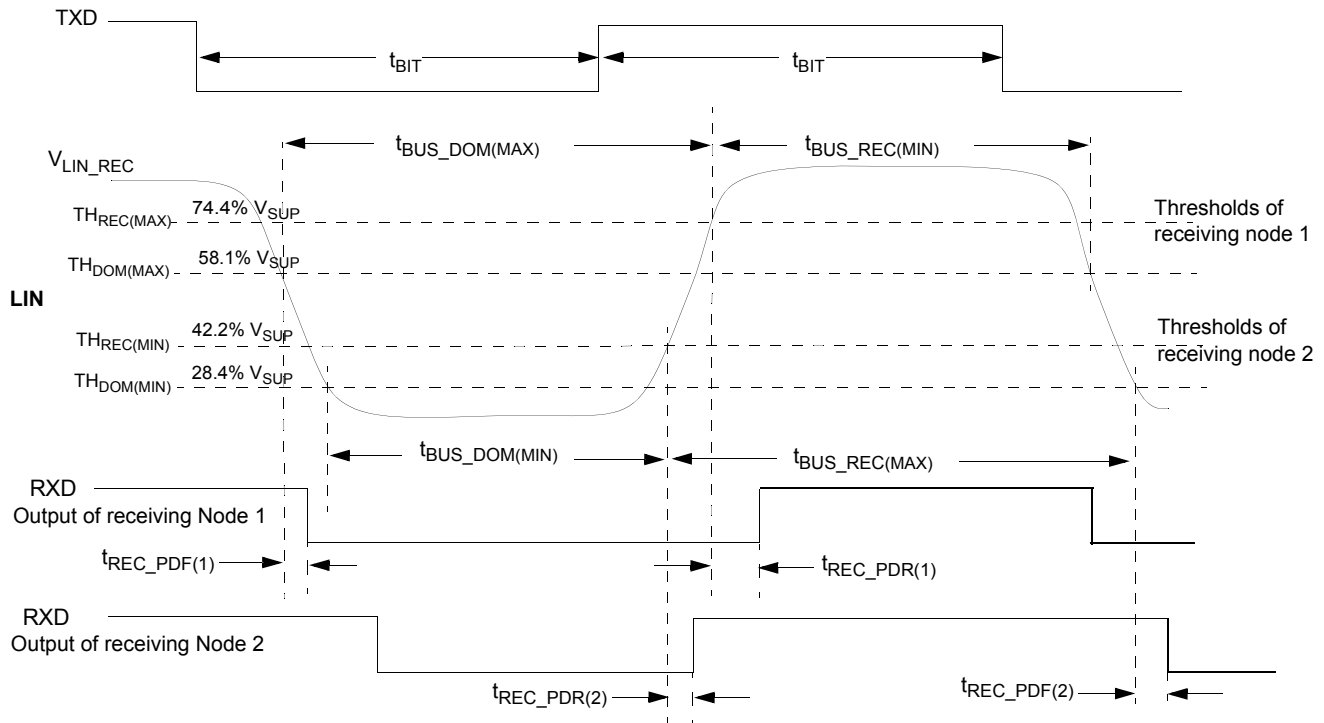 TXD
tBIT
tBIT
tBUS_DOM(MAX)
tBUS_REC(MIN)
VLIN_REC
THREC(MAX) 74.4% VSUP
Thresholds of
receiving node 1
THDOM(MAX) 58.1% VSUP
LIN
THREC(MIN) 42.2% VSUP
Thresholds of
receiving node 2
THDOM(MIN) 28.4% VSUP
tBUS_DOM(MIN)
tBUS_REC(MAX)
RXD
Output of receiving Node 1
tREC_PDF(1)
tREC_PDR(1)
RXD
Output of receiving Node 2
tREC_PDR(2)
tREC_PDF(2)